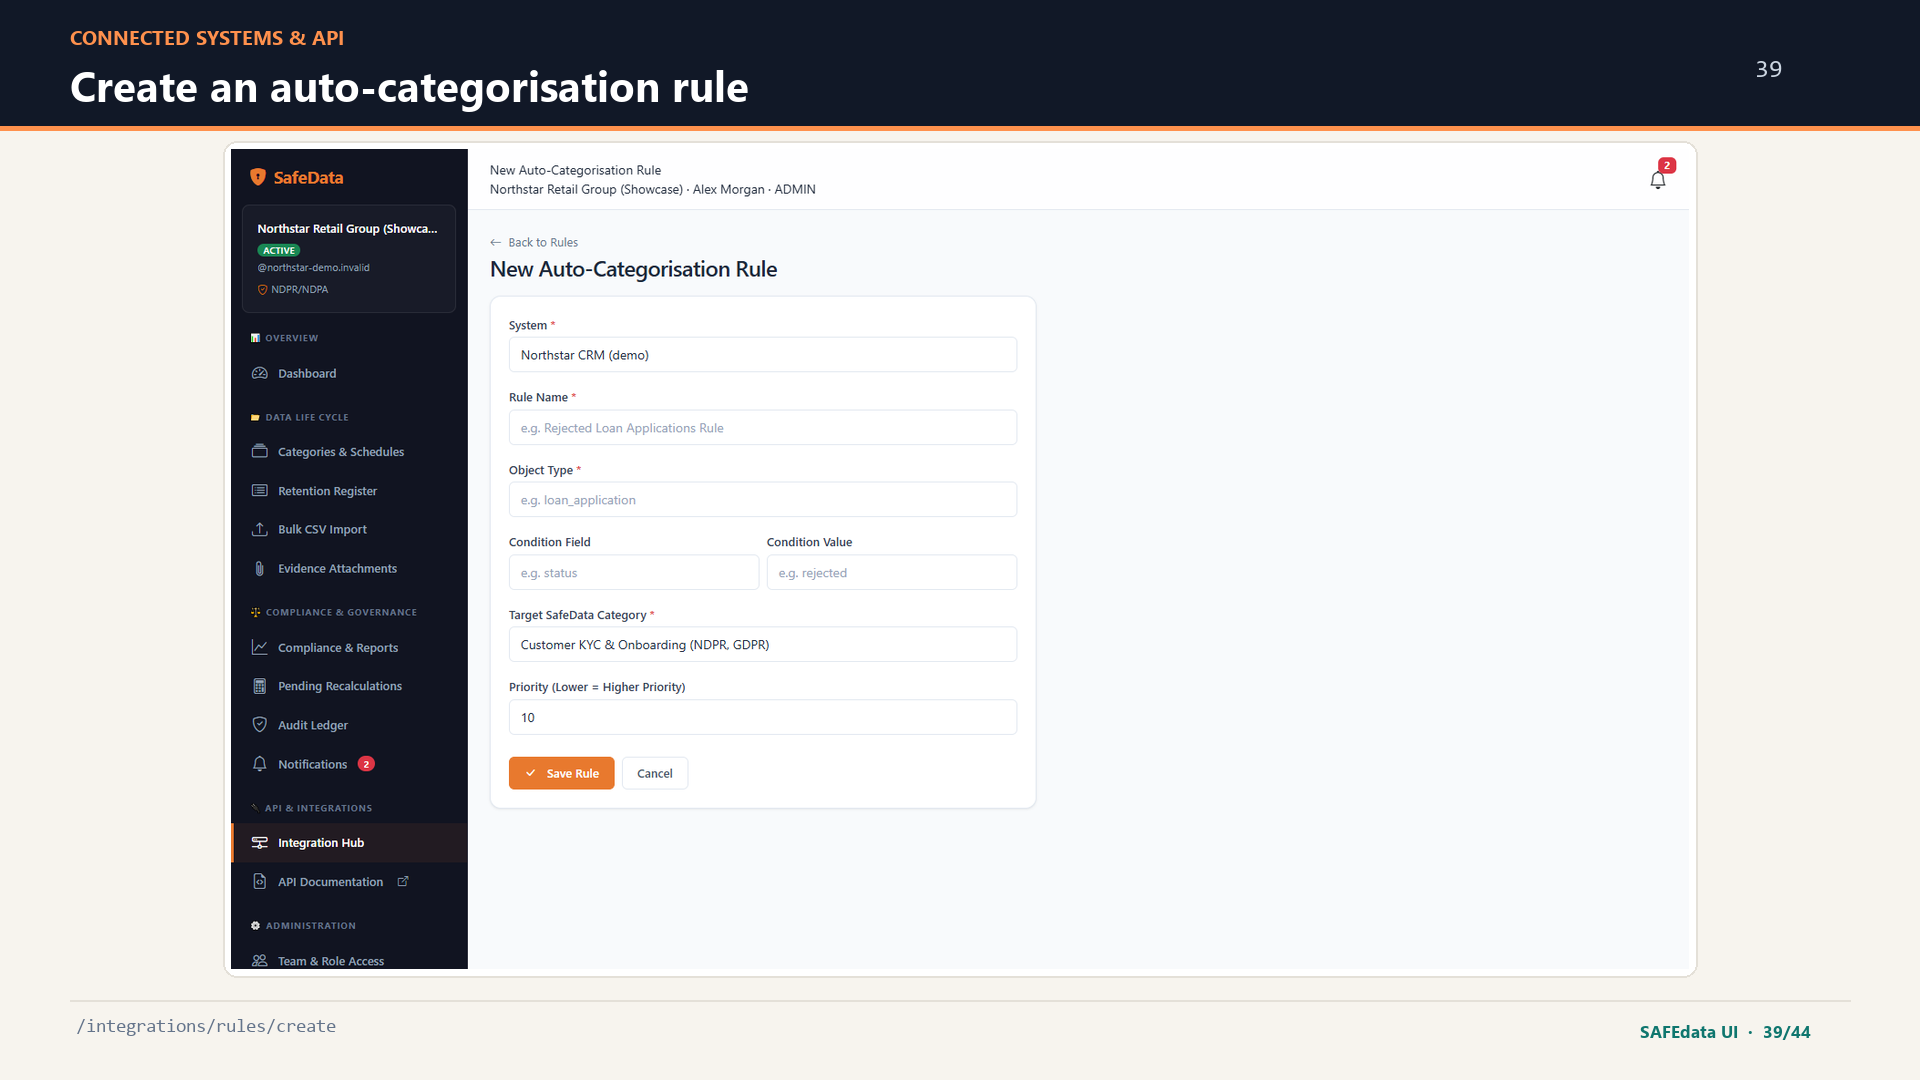 CONNECTED SYSTEMS & API
Create an auto-categorisation rule
39
SafeData
Northstar Retail Group (Showca...
ACTIVE
@northstar-demo.invalid
NDPR/NDPA
OVERVIEW
Dashboard
DATA LIFE CYCLE
Categories & Schedules
Retention Register
Bulk CSV Import
Evidence Attachments
COMPLIANCE & GOVERNANCE
Compliance & Reports
Pending Recalculations
Audit Ledger
Notifications 2
API & INTEGRATIONS
Integration Hub
API Documentation
ADMINISTRATION
Team & Role Access
New Auto-Categorisation Rule
Northstar Retail Group (Showcase) · Alex Morgan · ADMIN
2
← Back to Rules
New Auto-Categorisation Rule
System *
Northstar CRM (demo)
Rule Name *
e.g. Rejected Loan Applications Rule
Object Type *
e.g. loan_application
Condition Field Condition Value
e.g. status e.g. rejected
Target SafeData Category *
Customer KYC & Onboarding (NDPR, GDPR)
Priority (Lower = Higher Priority)
10
Save Rule Cancel
/integrations/rules/create
SAFEdata UI · 39/44